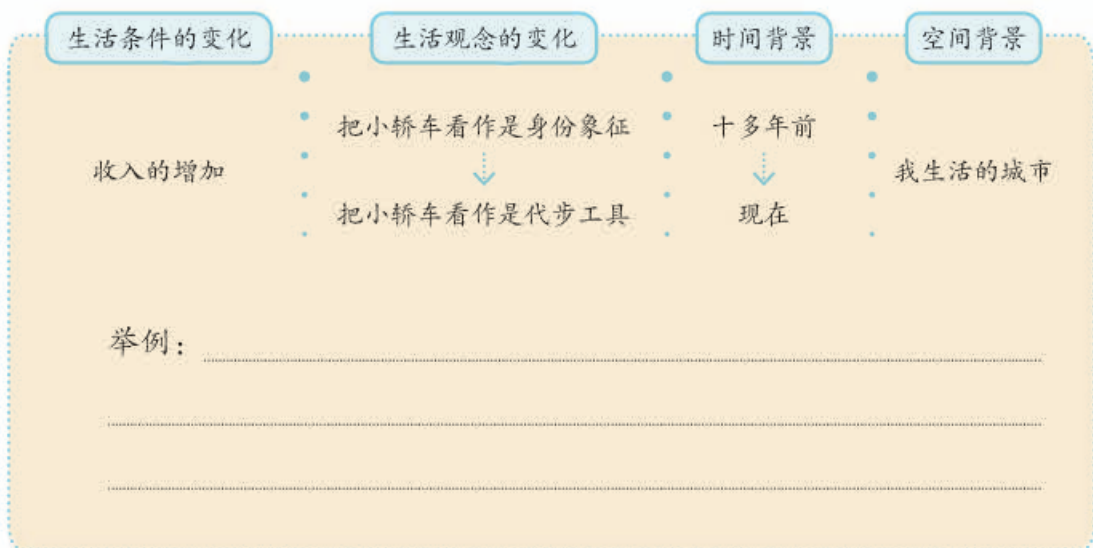 生活条件的变化 生活观念的变化 时间背景 空间背景
把小轿车看作是身份象征 十多年前
收入的增加 我生活的城市
把小轿车看作是代步工具 现在
举例：